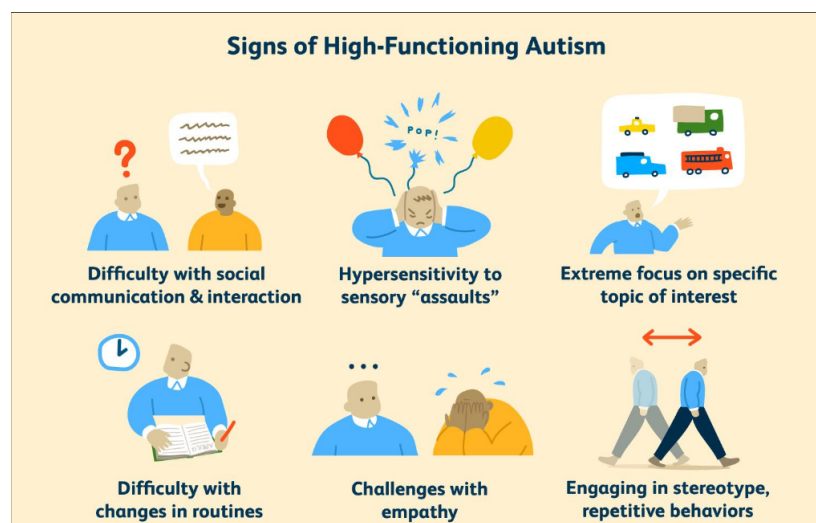 Signs of High-Functioning Autism
?
POP!
Difficulty with social
communication & interaction
Hypersensitivity to
sensory “assaults”
Extreme focus on specific
topic of interest
...
Difficulty with
changes in routines
Challenges with
empathy
Engaging in stereotype,
repetitive behaviors